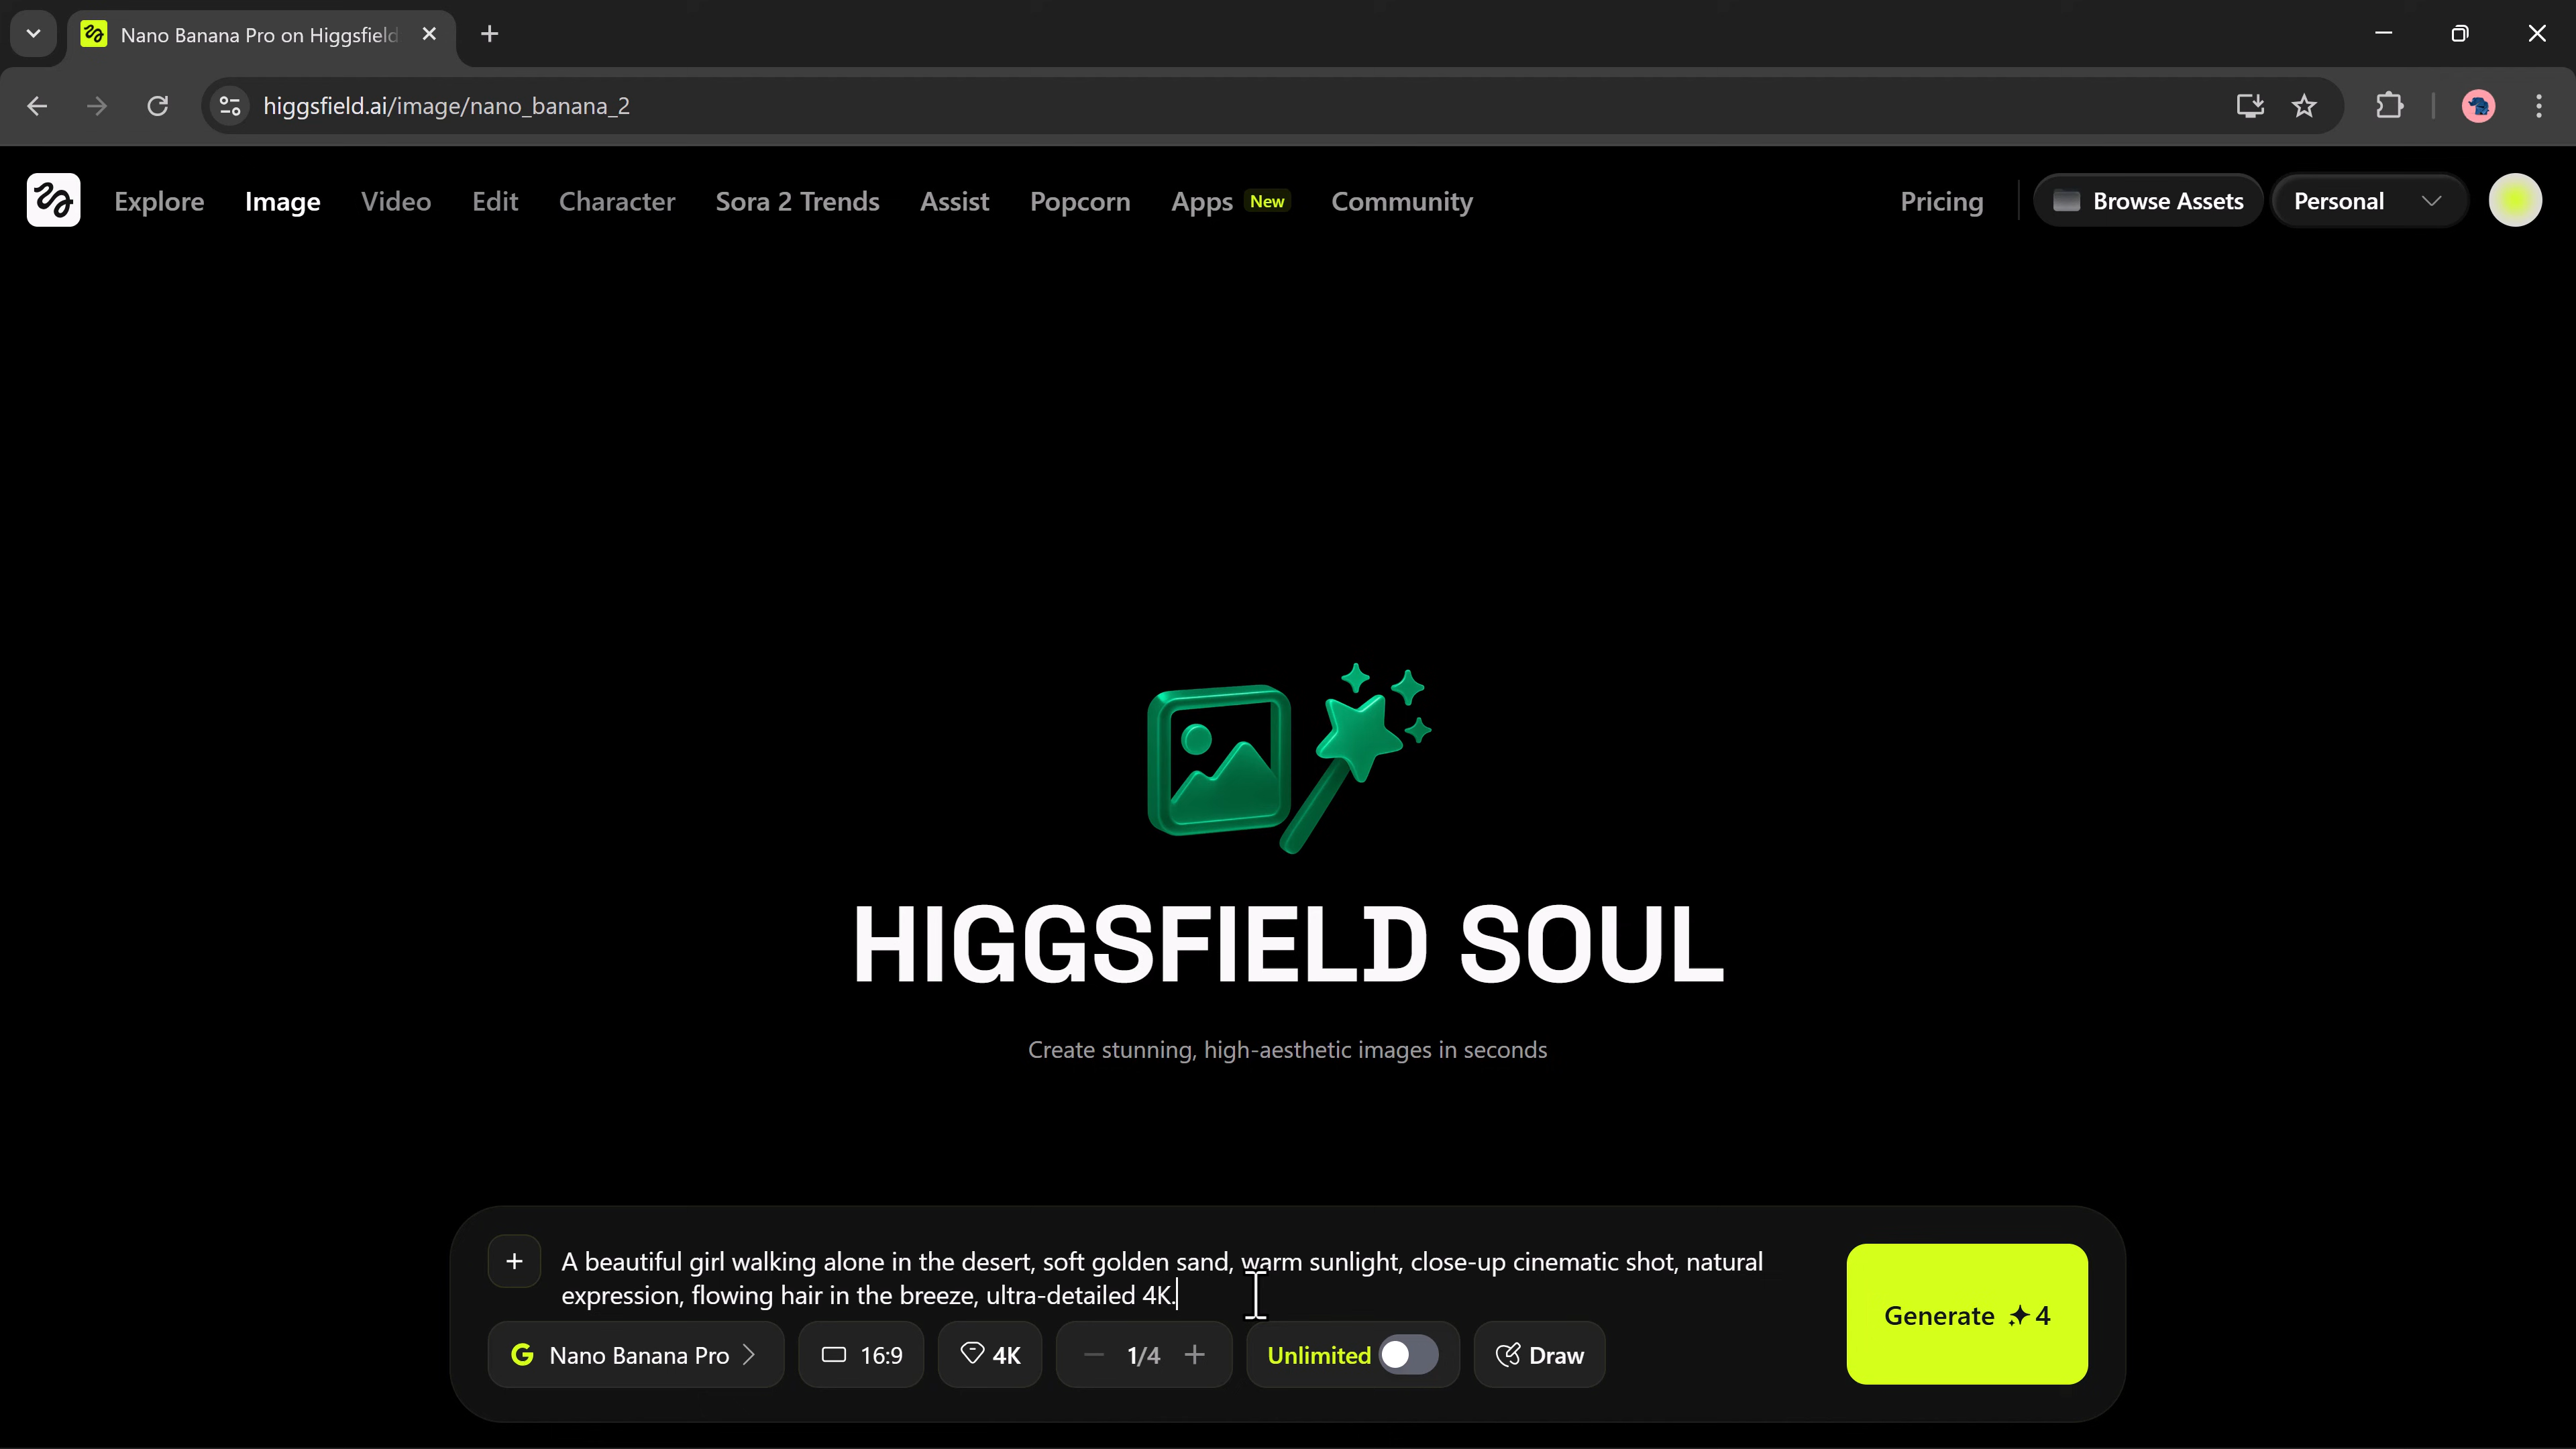 Nano Banana Pro on Higgsfield
higgsfield.ai/image/nano_banana_2
Explore Image Video Edit Character Sora 2 Trends Assist Popcorn Apps New Community Pricing Browse Assets Personal
HIGGSFIELD SOUL
Create stunning, high-aesthetic images in seconds
A beautiful girl walking alone in the desert, soft golden sand, warm sunlight, close-up cinematic shot, natural
expression, flowing hair in the breeze, ultra-detailed 4K.
Generate 4
G Nano Banana Pro 16:9 4K 1/4 Unlimited Draw